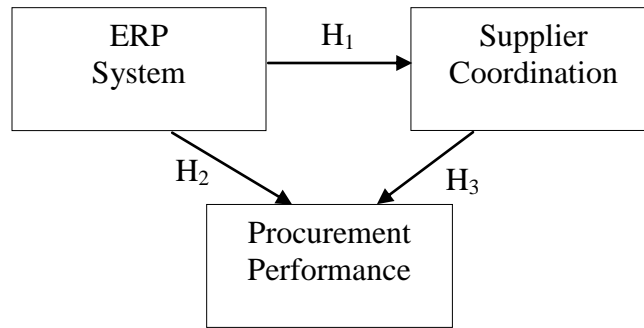 ERP
System
H₁
Supplier
Coordination
H₂
H₃
Procurement
Performance